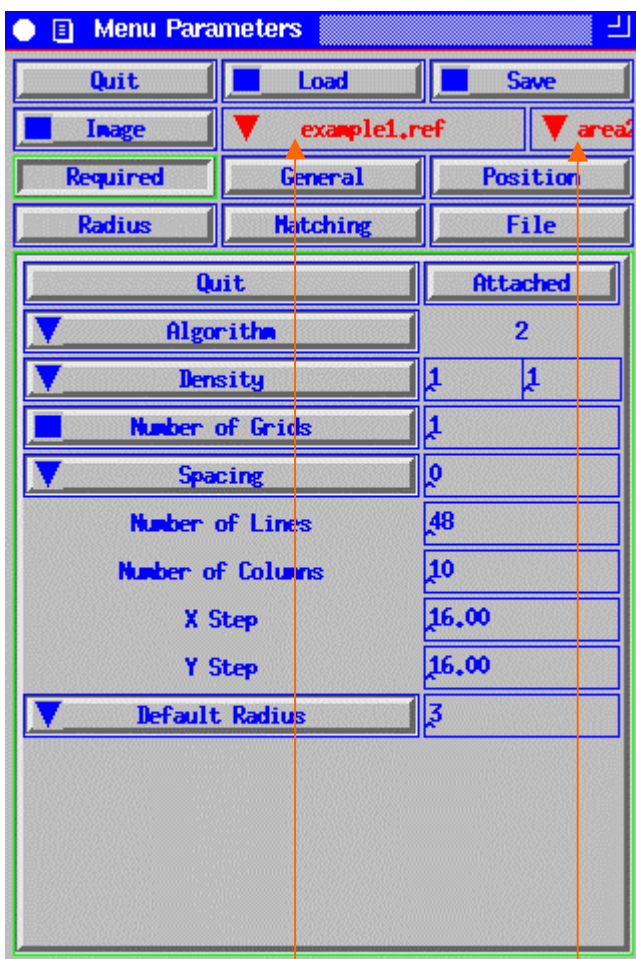 Menu Parameters
Quit Load Save
Image example1.ref area2
Required General Position
Radius Matching File
Quit Attached
Algorithm 2
Density 1 1
Number of Grids 1
Spacing 0
Number of Lines 48
Number of Columns 10
X Step 16.00
Y Step 16.00
Default Radius 3